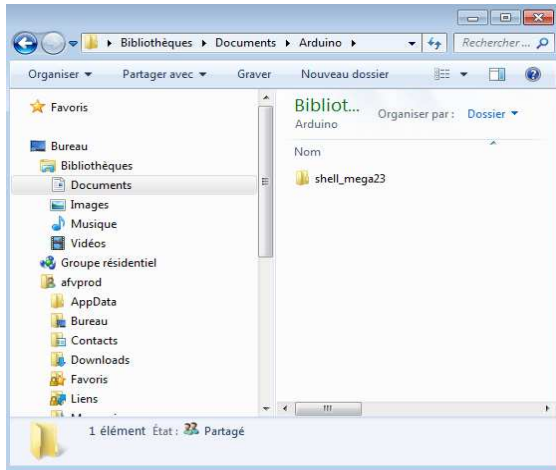 Bibliothèques Documents Arduino Rechercher ...
Organiser Partager avec Graver Nouveau dossier
Favoris
Bureau
Bibliothèques
Documents
Images
Musique
Vidéos
Groupe résidentiel
afvprod
AppData
Bureau
Contacts
Downloads
Favoris
Liens
Bibliot...
Arduino
Organiser par : Dossier
Nom
shell_mega23
1 élément État : Partagé